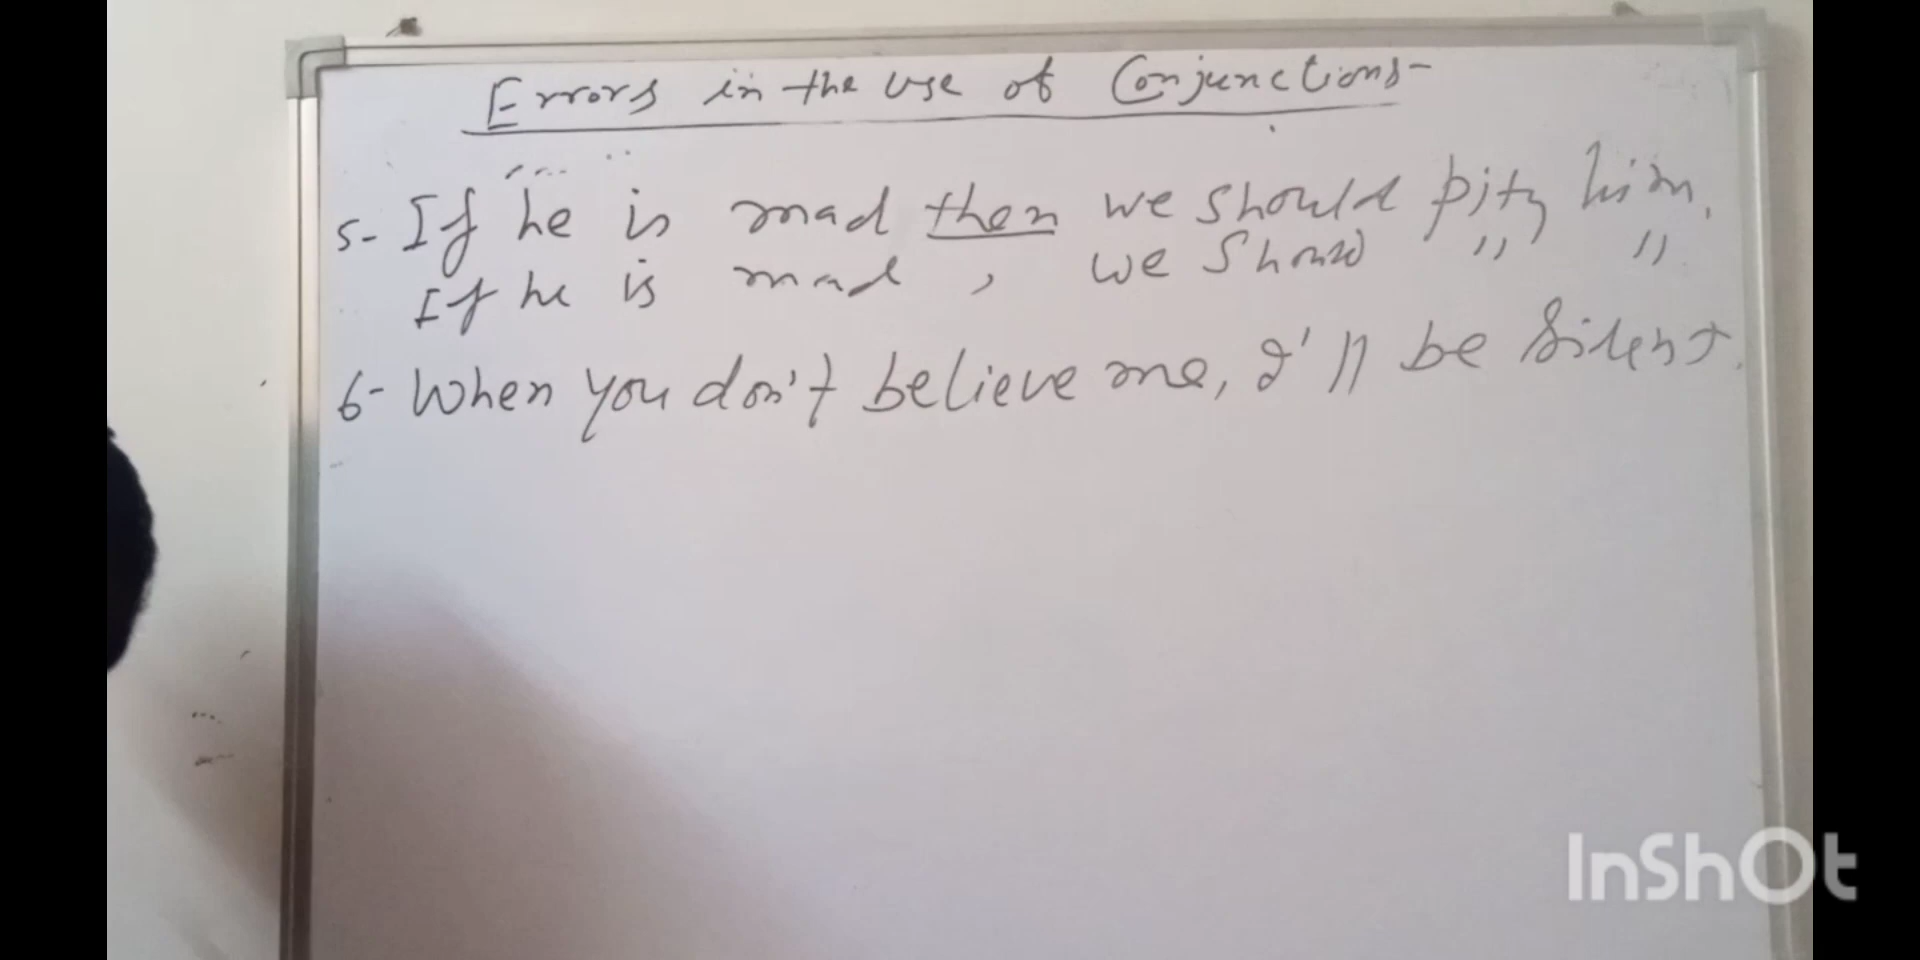 Errors in the use of Conjunctions-
5- If he is mad then we should pity him.
If he is mad , we should " "
6- When you don't believe me, I'll be silent.
InShOt